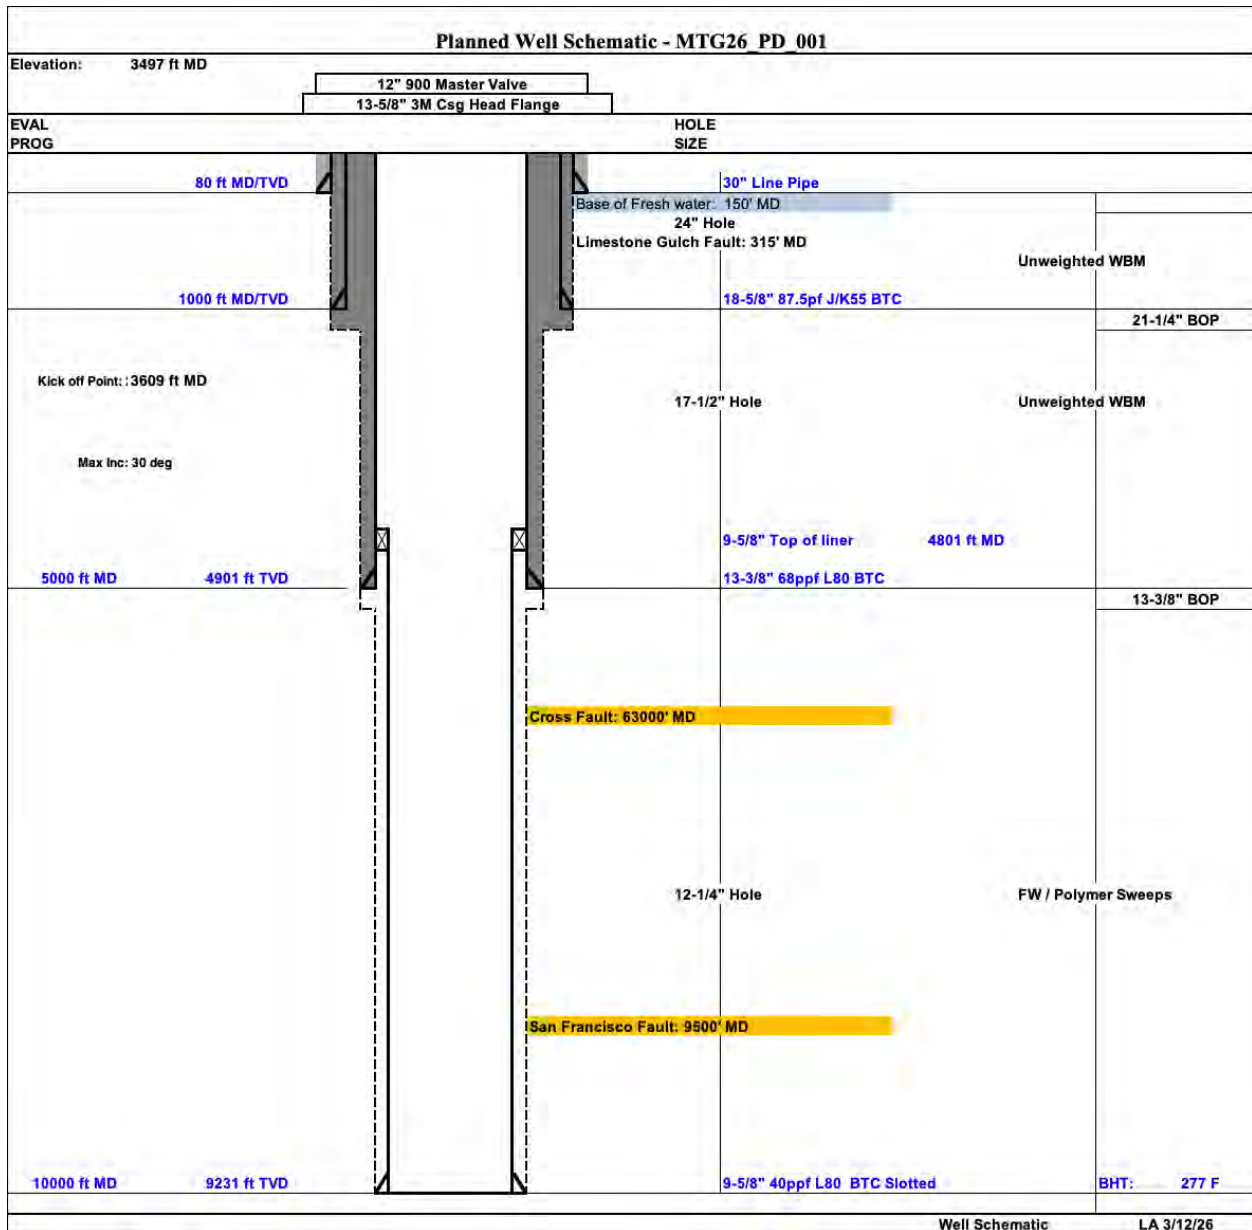 Planned Well Schematic - MTG26_PD_001
Elevation: 3497 ft MD
12" 900 Master Valve
13-5/8" 3M Csg Head Flange
EVAL HOLE
PROG SIZE
80 ft MD/TVD 30" Line Pipe
Base of Fresh water: 150' MD
24" Hole
Limestone Gulch Fault: 315' MD
Unweighted WBM
1000 ft MD/TVD 18-5/8" 87.5pf J/K55 BTC
21-1/4" BOP
Kick off Point: : 3609 ft MD
17-1/2" Hole Unweighted WBM
Max Inc: 30 deg
9-5/8" Top of liner 4801 ft MD
5000 ft MD 4901 ft TVD 13-3/8" 68ppf L80 BTC
13-3/8" BOP
Cross Fault: 63000' MD
12-1/4" Hole FW / Polymer Sweeps
San Francisco Fault: 9500' MD
10000 ft MD 9231 ft TVD 9-5/8" 40ppf L80 BTC Slotted BHT: 277 F
Well Schematic LA 3/12/26